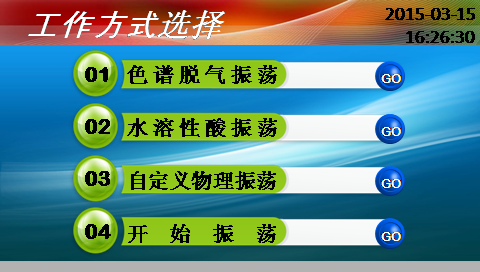 工作方式选择
2015-03-15
16:26:30
01 色谱脱气振荡 GO
02 水溶性酸振荡 GO
03 自定义物理振荡 GO
04 开始振荡 GO